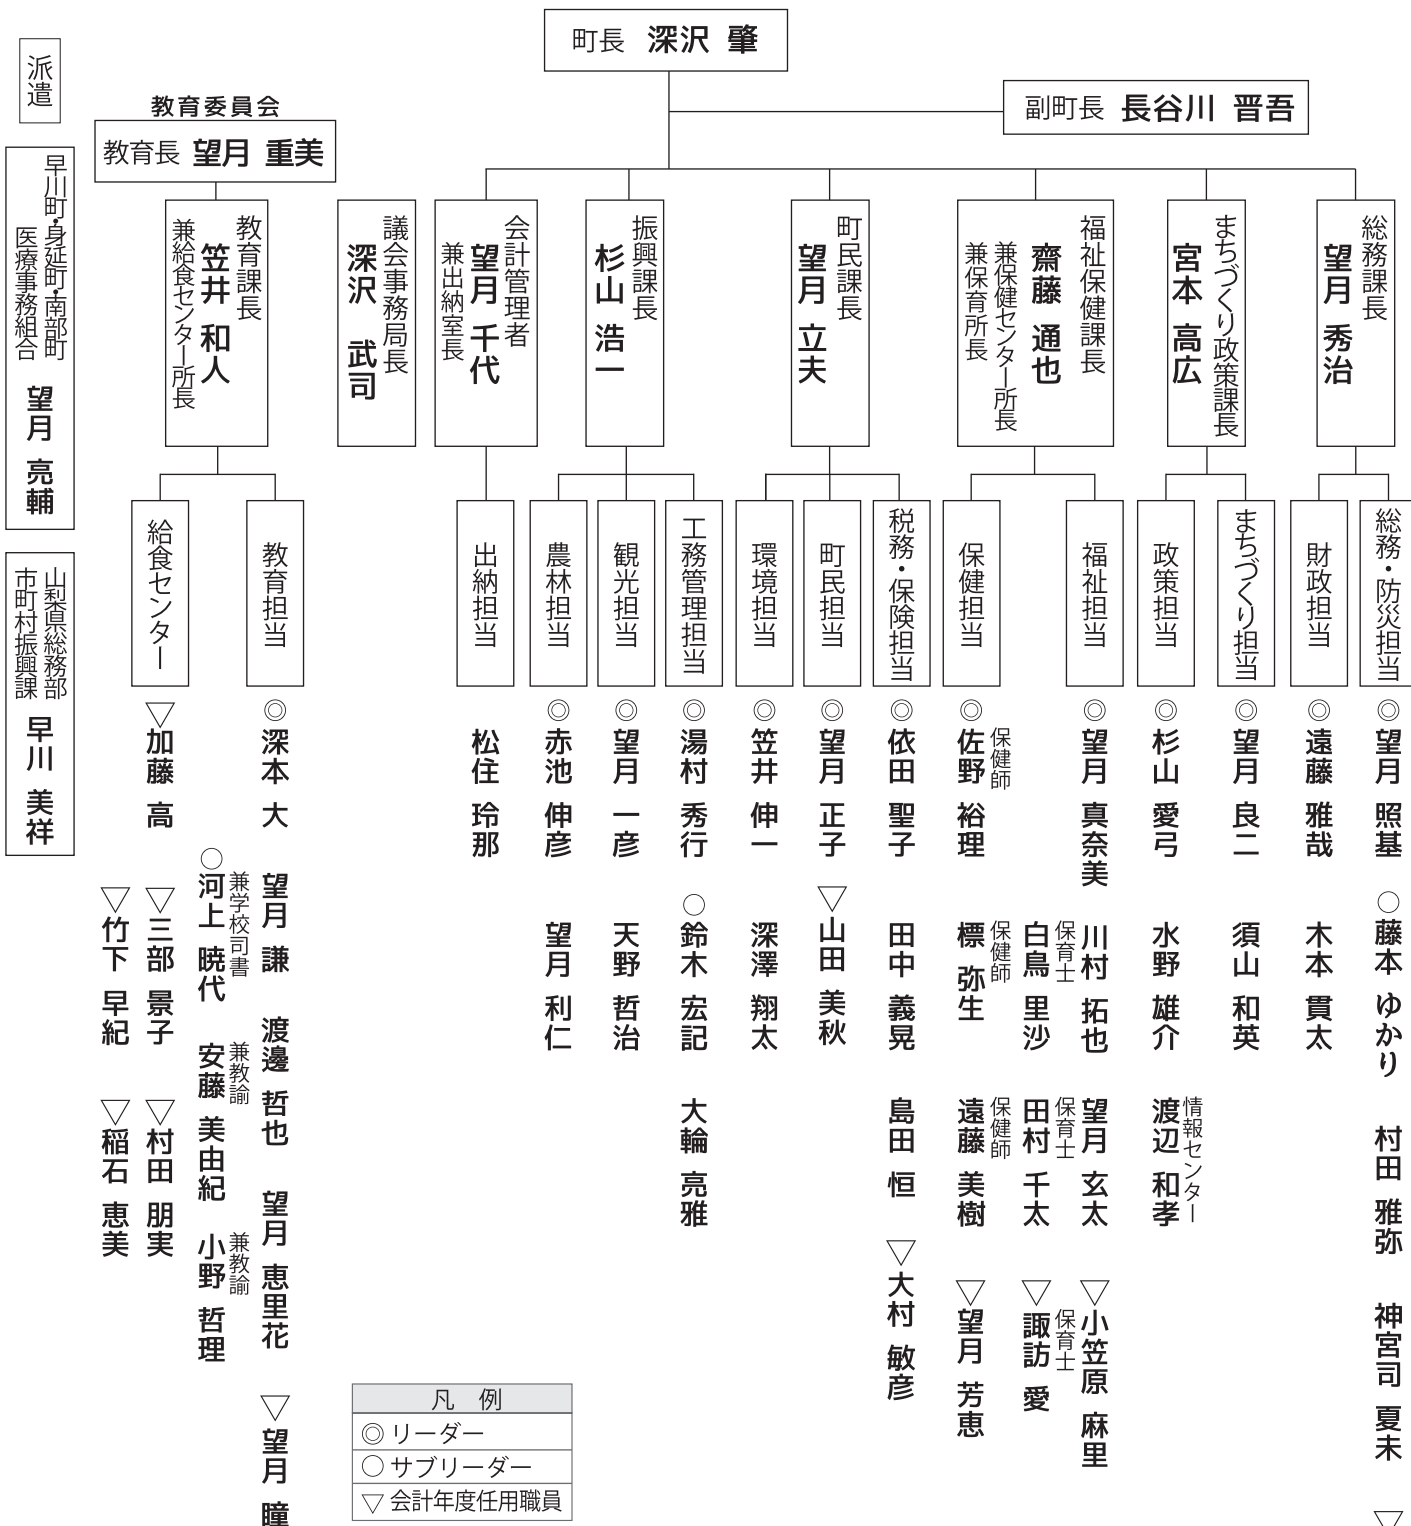 町長 深沢 肇
副町長 長谷川 晋吾
総務課長
望月 秀治
総務・防災担当
◎望月 照基
○藤本 ゆかり
村田 雅弥
神宮司 夏未
▽
財政担当
◎遠藤 雅哉
木本 貫太
まちづくり政策課長
宮本 高広
まちづくり担当
◎望月 良二
須山 和英
政策担当
◎杉山 愛弓
水野 雄介
情報センター
渡辺 和孝
福祉保健課長
齋藤 通也
兼保健センター所長
兼保育所長
福祉担当
◎望月 真奈美
川村 拓也
望月 玄太
▽小笠原 麻里
保育士
白鳥 里沙
保育士
田村 千太
保育士
▽諏訪 愛
保健担当
保健師
◎佐野 裕理
保健師
標 弥生
保健師
遠藤 美樹
▽望月 芳恵
町民課長
望月 立夫
税務・保険担当
◎依田 聖子
田中 義晃
島田 恒
▽大村 敏彦
町民担当
◎望月 正子
▽山田 美秋
環境担当
◎笠井 伸一
深澤 翔太
振興課長
杉山 浩一
工務管理担当
◎湯村 秀行
○鈴木 宏記
大輪 亮雅
観光担当
◎望月 一彦
天野 哲治
農林担当
◎赤池 伸彦
望月 利仁
会計管理者
望月 千代
兼出納室長
出納担当
松住 玲那
議会事務局長
深沢 武司
教育委員会
教育長 望月 重美
教育課長
笠井 和人
兼給食センター所長
教育担当
◎深本 大
望月 謙
渡邊 哲也
望月 恵里花
▽望月 瞳
兼学校司書
○河上 暁代
兼教諭
安藤 美由紀
兼教諭
小野 哲理
給食センター
▽加藤 高
▽三部 景子
▽村田 朋実
▽竹下 早紀
▽稲石 恵美
派遣
早川町・身延町・南部町
医療事務組合
望月 亮輔
山梨県総務部
市町村振興課
早川 美祥
凡 例
◎ リーダー
○ サブリーダー
▽ 会計年度任用職員